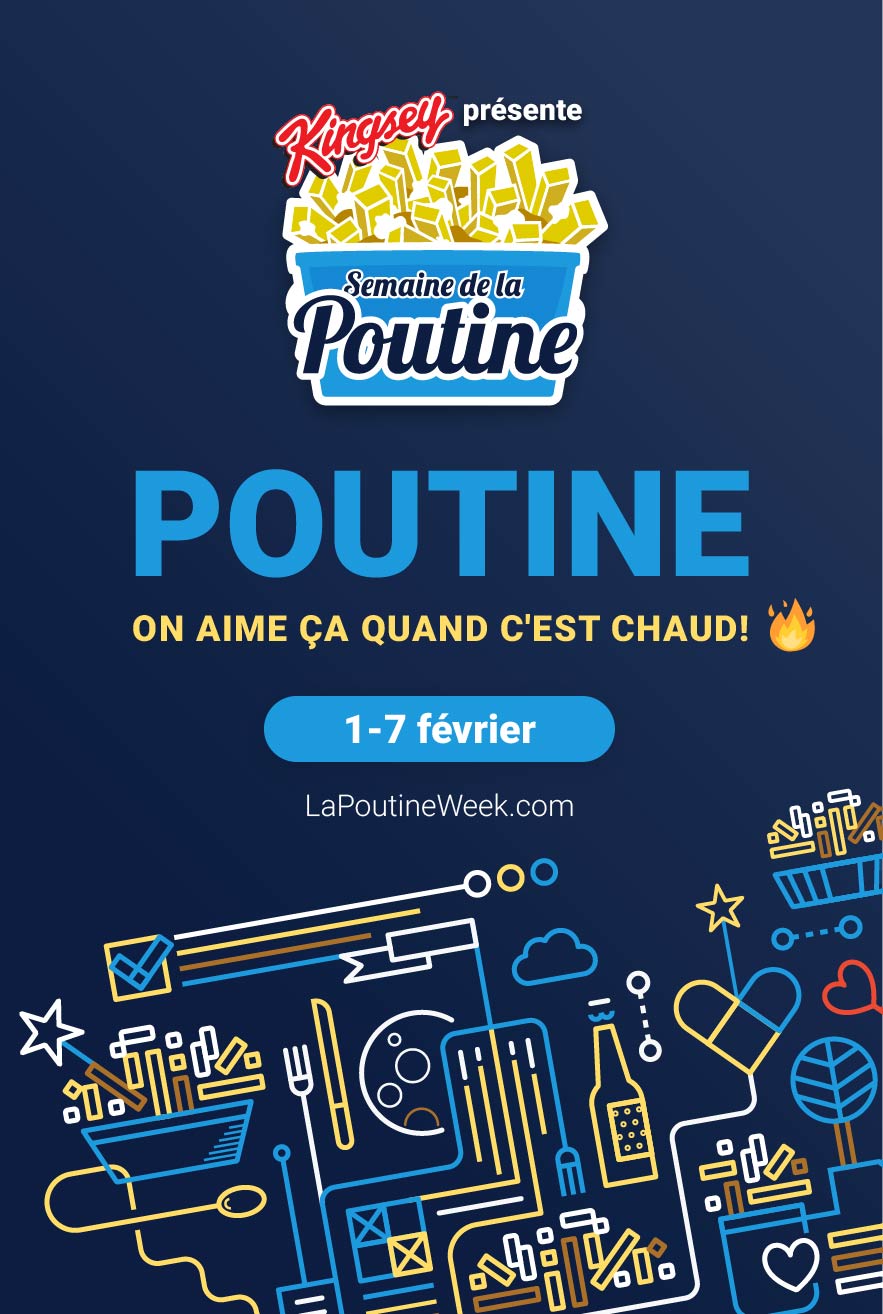 Kingsey présente
Semaine de la
Poutine
POUTINE
ON AIME ÇA QUAND C'EST CHAUD!
1-7 février
LaPoutineWeek.com